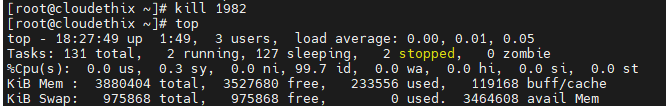 [root@cloudethix ~]# kill 1982
[root@cloudethix ~]# top
top - 18:27:49 up  1:49,  3 users,  load average: 0.00, 0.01, 0.05
Tasks: 131 total,   2 running, 127 sleeping,   2 stopped,   0 zombie
%Cpu(s):  0.0 us,  0.3 sy,  0.0 ni, 99.7 id,  0.0 wa,  0.0 hi,  0.0 si,  0.0 st
KiB Mem :  3880404 total,  3527680 free,   233556 used,   119168 buff/cache
KiB Swap:   975868 total,   975868 free,        0 used.  3464608 avail Mem